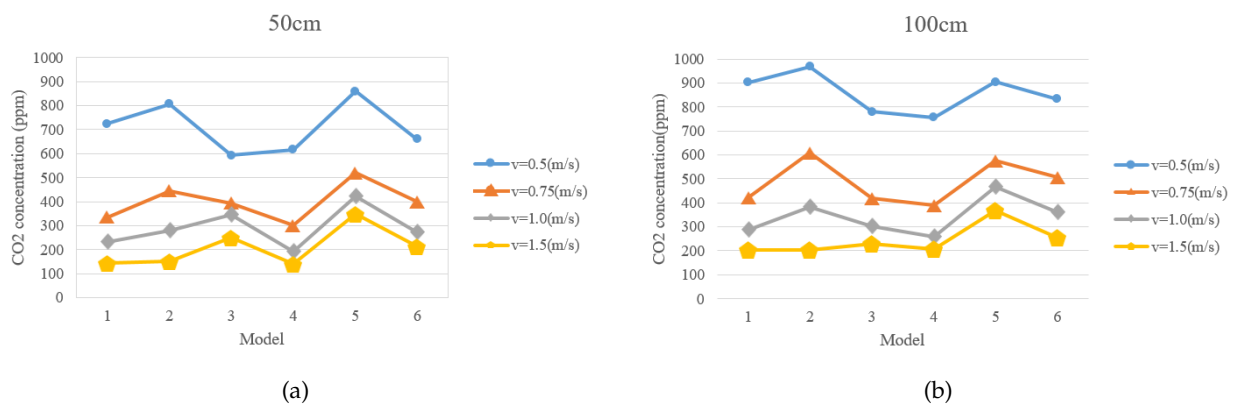 50cm
1000
900
800
700
600
500
400
300
200
100
0
CO2 concentration (ppm)
1 2 3 4 5 6
Model
v=0.5(m/s)
v=0.75(m/s)
v=1.0(m/s)
v=1.5(m/s)
(a)
100cm
1000
900
800
700
600
500
400
300
200
100
0
CO2 concentration(ppm)
1 2 3 4 5 6
Model
v=0.5(m/s)
v=0.75(m/s)
v=1.0(m/s)
v=1.5(m/s)
(b)